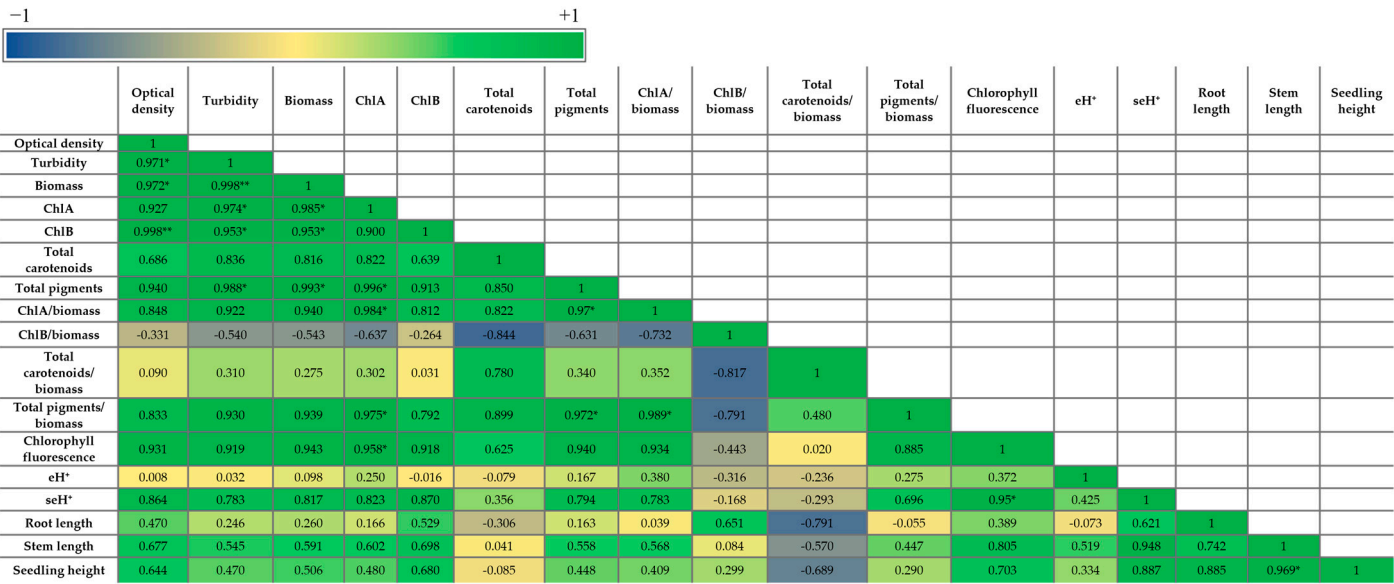 −1 +1
Optical density Turbidity Biomass ChlA ChlB Total carotenoids Total pigments ChlA/ biomass ChlB/ biomass Total carotenoids/ biomass Total pigments/ biomass Chlorophyll fluorescence eH⁺ seH⁺ Root length Stem length Seedling height
Optical density 1
Turbidity 0.971* 1
Biomass 0.972* 0.998** 1
ChlA 0.927 0.974* 0.985* 1
ChlB 0.998** 0.953* 0.953* 0.900 1
Total carotenoids 0.686 0.836 0.816 0.822 0.639 1
Total pigments 0.940 0.988* 0.993* 0.996* 0.913 0.850 1
ChlA/biomass 0.848 0.922 0.940 0.984* 0.812 0.822 0.97* 1
ChlB/biomass -0.331 -0.540 -0.543 -0.637 -0.264 -0.844 -0.631 -0.732 1
Total carotenoids/ biomass 0.090 0.310 0.275 0.302 0.031 0.780 0.340 0.352 -0.817 1
Total pigments/ biomass 0.833 0.930 0.939 0.975* 0.792 0.899 0.972* 0.989* -0.791 0.480 1
Chlorophyll fluorescence 0.931 0.919 0.943 0.958* 0.918 0.625 0.940 0.934 -0.443 0.020 0.885 1
eH⁺ 0.008 0.032 0.098 0.250 -0.016 -0.079 0.167 0.380 -0.316 -0.236 0.275 0.372 1
seH⁺ 0.864 0.783 0.817 0.823 0.870 0.356 0.794 0.783 -0.168 -0.293 0.696 0.95* 0.425 1
Root length 0.470 0.246 0.260 0.166 0.529 -0.306 0.163 0.039 0.651 -0.791 -0.055 0.389 -0.073 0.621 1
Stem length 0.677 0.545 0.591 0.602 0.698 0.041 0.558 0.568 0.084 -0.570 0.447 0.805 0.519 0.948 0.742 1
Seedling height 0.644 0.470 0.506 0.480 0.680 -0.085 0.448 0.409 0.299 -0.689 0.290 0.703 0.334 0.887 0.885 0.969* 1